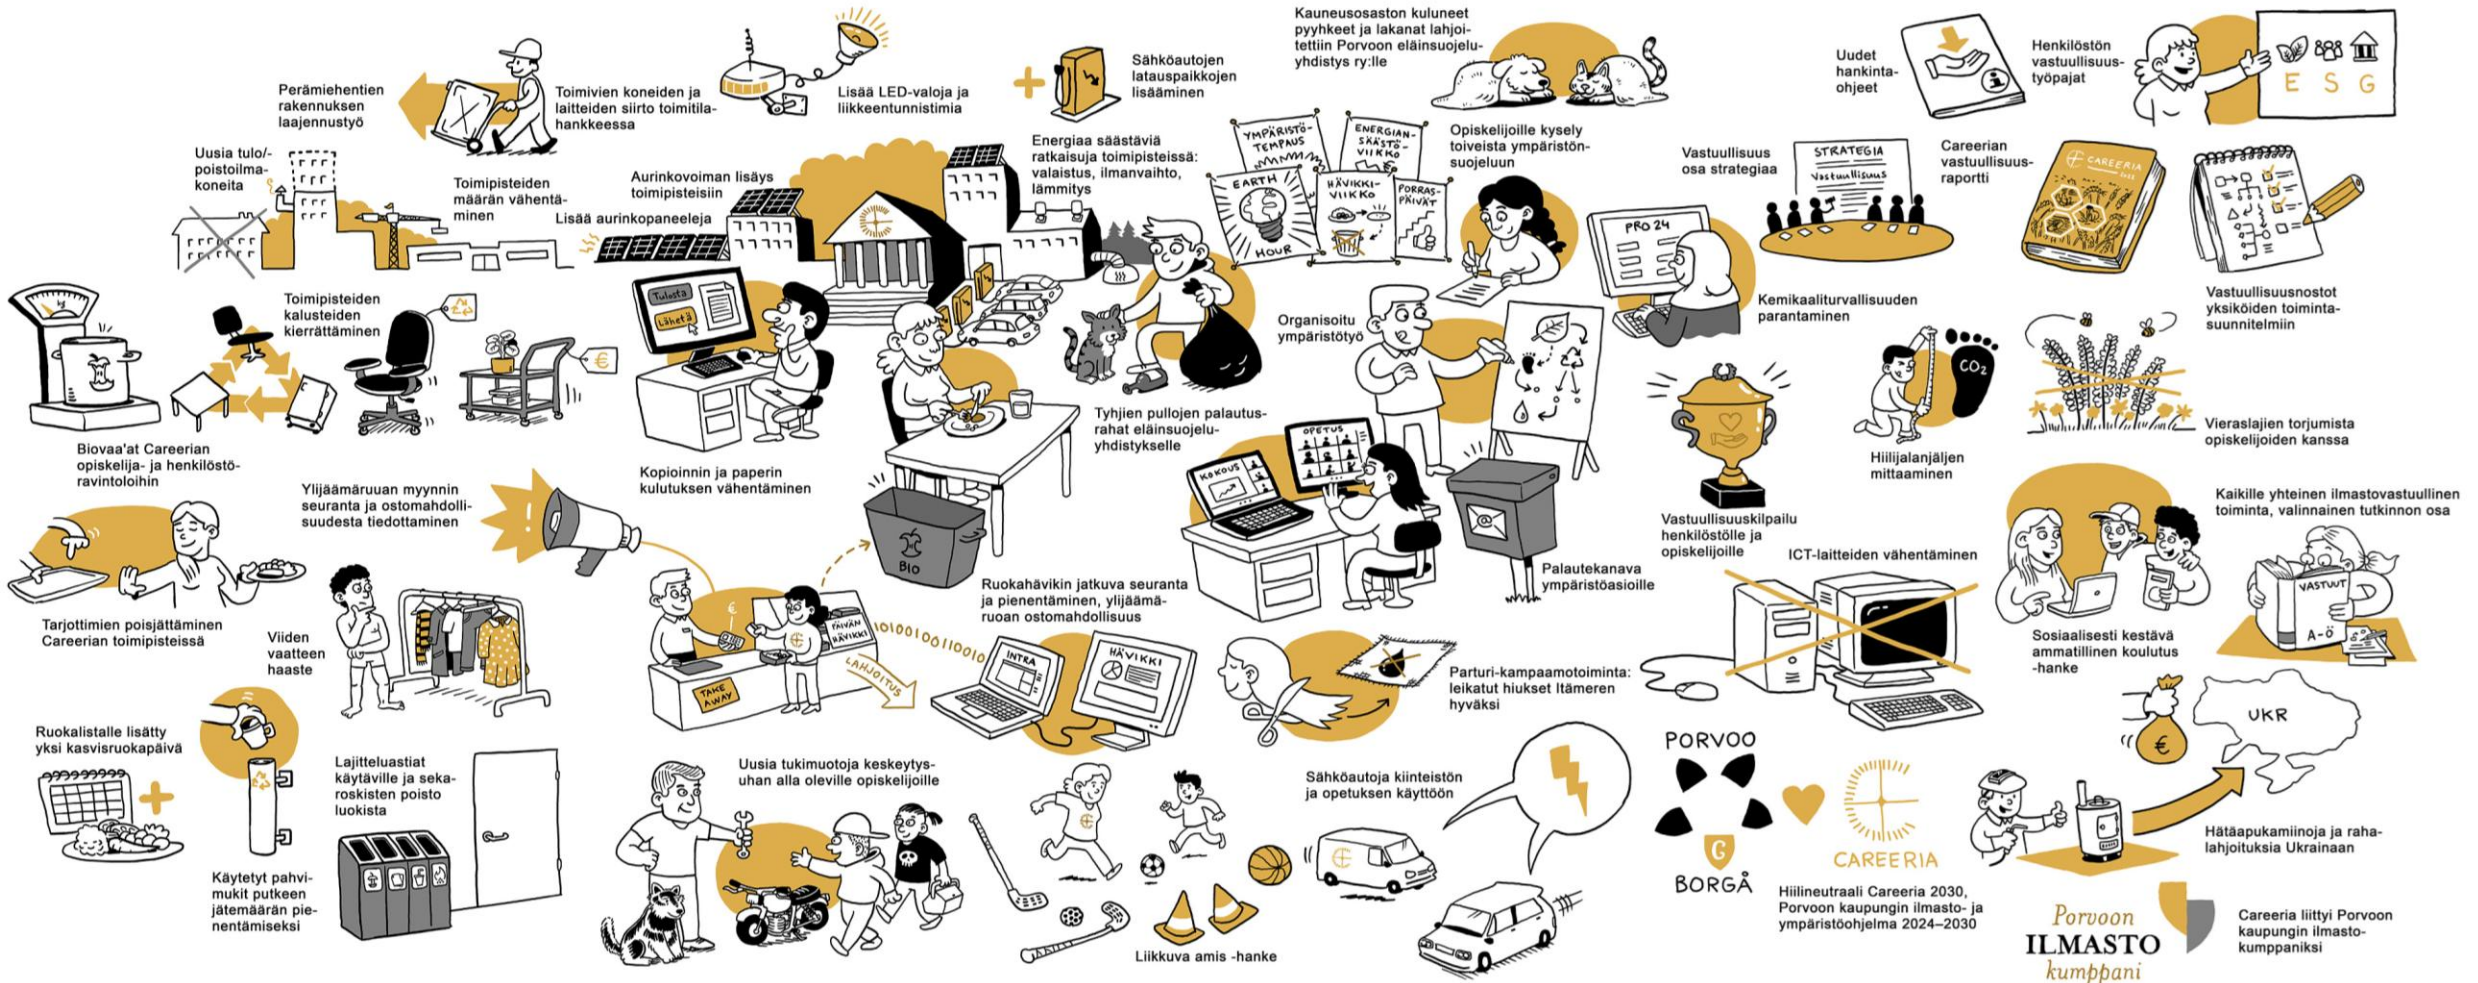 Kauneusosaston kuluneet
pyyhkeet ja lakanat lahjoi-
tettiin Porvoon eläinsuojelu-
yhdistys ry:lle
Uudet
hankinta-
ohjeet
Henkilöstön
vastuullisuus-
työpajat
E S G
Perämiehentien
rakennuksen
laajennustyö
Toimivien koneiden ja
laitteiden siirto toimitila-
hankkeessa
Lisää LED-valoja ja
liikkeentunnistimia
+
Sähköautojen
latauspaikkojen
lisääminen
Uusia tulo/-
poistoilma-
koneita
Toimipisteiden
määrän vähentä-
minen
Aurinkovoiman lisäys
toimipisteisiin
Lisää aurinkopaneeleja
Energiaa säästäviä
ratkaisuja toimipisteissä:
valaistus, ilmanvaihto,
lämmitys
YMPÄRISTÖ-
TEMPAUS
ENERGIAN-
SÄÄSTÖ-
VIIKKO
EARTH
HOUR
HÄVIKKI-
VIIKKO
PORRAS-
PÄIVÄT
Opiskelijoille kysely
toiveista ympäristön-
suojeluun
Vastuullisuus
osa strategiaa
STRATEGIA
Vastuullisuus
Careerian
vastuullisuus-
raportti
CAREERIA
PRO 24
Kemikaaliturvallisuuden
parantaminen
Vastuullisuusnostot
yksiköiden toiminta-
suunnitelmiin
kg
Toimipisteiden
kalusteiden
kierrättäminen
€
Tulosta
Lähetä
Organisoitu
ympäristötyö
CO2
Biovaa'at Careerian
opiskelija- ja henkilöstö-
ravintoloihin
Kopioinnin ja paperin
kulutuksen vähentäminen
Tyhjien pullojen palautus-
rahat eläinsuojelu-
yhdistykselle
Hiilijalanjäljen
mittaaminen
Vieraslajien torjumista
opiskelijoiden kanssa
Ylijäämäruuan myynnin
seuranta ja ostomahdolli-
suudesta tiedottaminen
BIO
KOKOUS
OPETUS
@
Vastuullisuuskilpailu
henkilöstölle ja
opiskelijoille
Kaikille yhteinen ilmastovastuullinen
toiminta, valinnainen tutkinnon osa
Tarjottimien poisjättäminen
Careerian toimipisteissä
Viiden
vaatteen
haaste
€
TAKE
AWAY
PÄIVÄN
HÄVIKKI
LAHJOITUS
1010010011001​0
Ruokahävikin jatkuva seuranta
ja pienentäminen, ylijäämä-
ruoan ostomahdollisuus
INTRA
HÄVIKKI
Palautekanava
ympäristöasioille
ICT-laitteiden vähentäminen
VASTUUT
A-Ö
Sosiaalisesti kestävä
ammatillinen koulutus
-hanke
Parturi-kampaamotoiminta:
leikatut hiukset Itämeren
hyväksi
Ruokalistalle lisätty
yksi kasvisruokapäivä
+
Käytetyt pahvi-
mukit putkeen
jätemäärän pie-
nentämiseksi
Lajitteluastiat
käytäville ja seka-
roskisten poisto
luokista
Uusia tukimuotoja keskeytys-
uhan alla oleville opiskelijoille
Liikkuva amis -hanke
Sähköautoja kiinteistön
ja opetuksen käyttöön
PORVOO
BORGÅ
CAREERIA
Hiilineutraali Careeria 2030,
Porvoon kaupungin ilmasto- ja
ympäristöohjelma 2024–2030
€
UKR
Hätäapukamiinoja ja raha-
lahjoituksia Ukrainaan
Porvoon
ILMASTO
kumppani
Careeria liittyi Porvoon
kaupungin ilmasto-
kumppaniksi